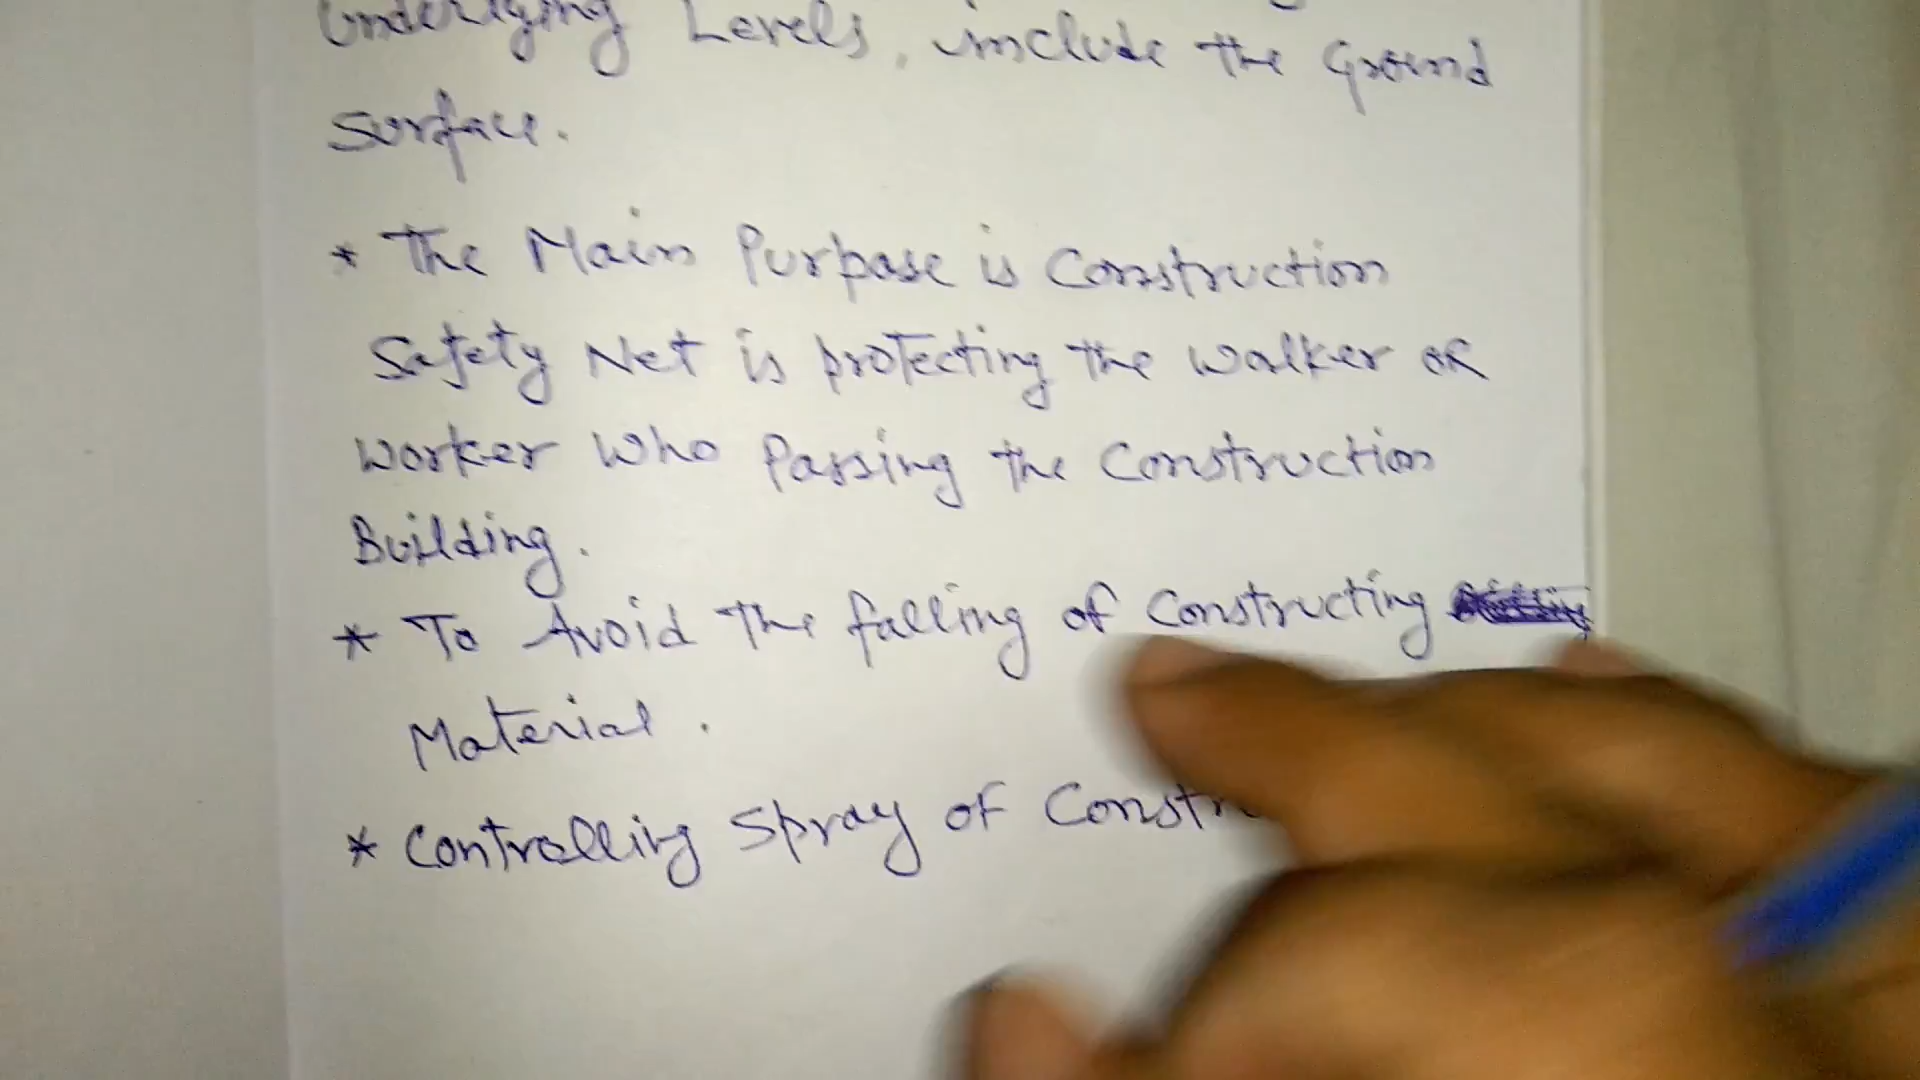 Underlying Levels, include the Ground
Surface.
* The Main Purpose is Construction
Safety Net is protecting the walker or
worker who Passing the Construction
Building.
* To Avoid the falling of Constructing
Material.
* Controlling Spray of